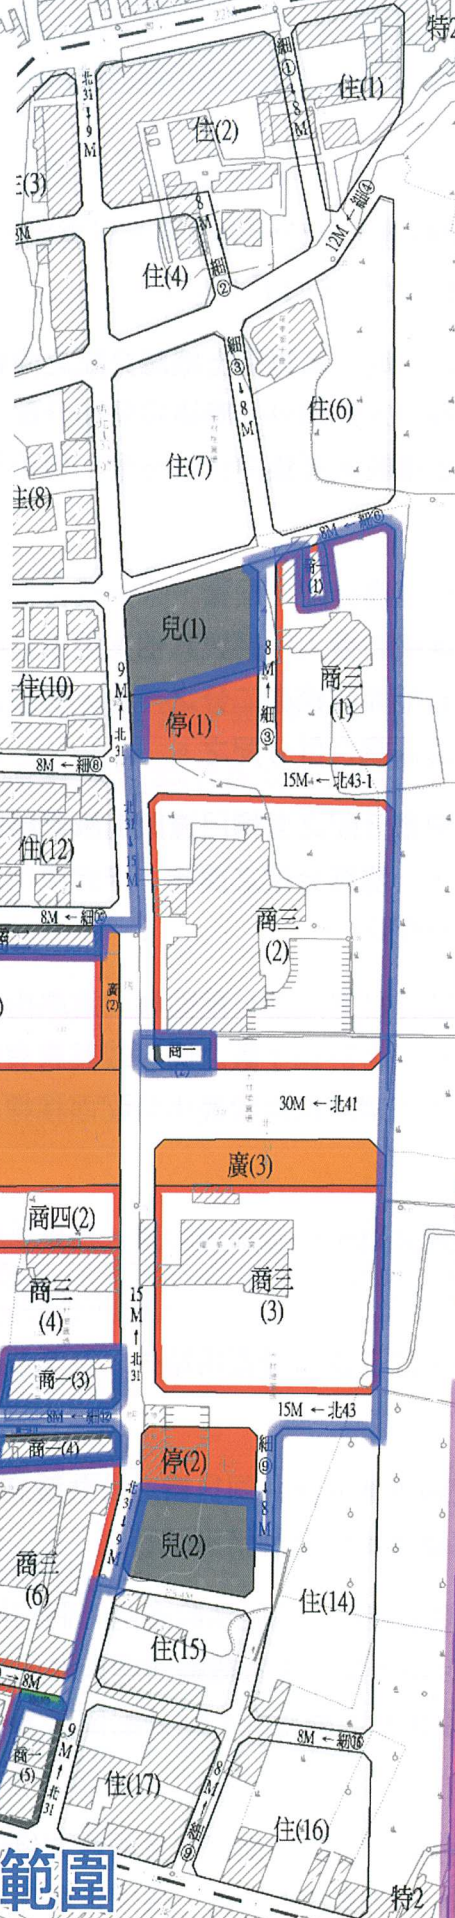 特2
北31↓9M
細①↓8M
住(1)
住(2)
(3)
8M↓細②
12M←細④
住(4)
細③↓8M
住(6)
住(7)
住(8)
8M←細⑥
商一
(1)
兒(1)
8M↑細③
商三
(1)
住(10)
9M↑北31
停(1)
8M←細⑧
15M←北43-1
北31↓15M
住(12)
商三
(2)
8M←細⑩
廣
(2)
商一
(2)
30M←北41
廣(3)
商四(2)
商三
(4)
商三
(3)
15M↑北31
商一(3)
8M←細⑫
15M←北43
商一(4)
停(2)
細⑨↓8M
北31↓9M
兒(2)
商三
(6)
住(14)
住(15)
8M
商一
(5)
9M↑北31
住(17)
8M↑細⑨
住(16)
範圍
特2